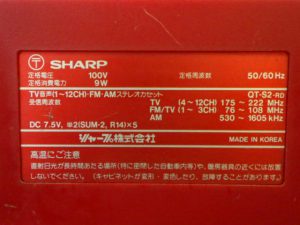 〒 SHARP
定格電圧 100V 定格周波数 50/60Hz
定格消費電力 9W
TV音声(1〜12CH)・FM・AMステレオカセット QT-S2-RD
受信周波数 TV (4〜12CH) 175 〜 222 MHz
FM/TV (1〜3CH) 76 〜 108 MHz
AM 530 〜 1605 kHz
DC 7.5V, 単2(SUM-2, R14)×5
シャープ株式会社 MADE IN KOREA
高温にご注意
直射日光が長時間あたる場所(特に密閉した自動車内等)や、暖房器具の近くには放置
しないでください。(キャビネットが変形・変色したり、故障することがあります。)